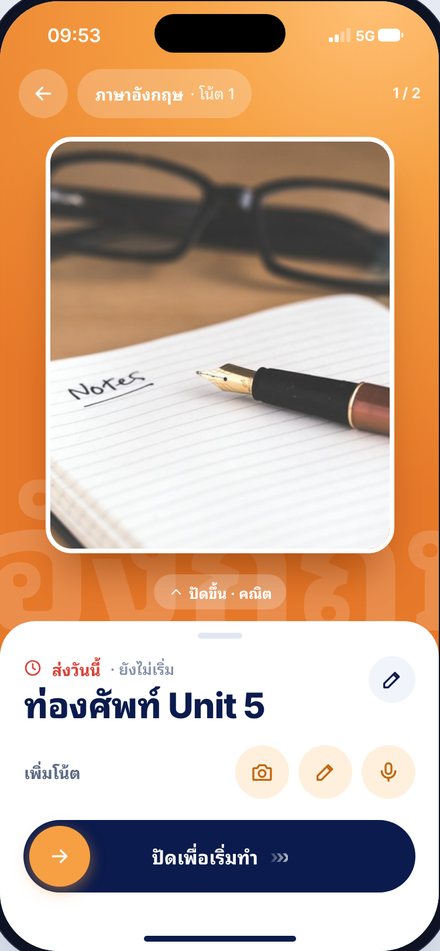 09:53 5G
ภาษาอังกฤษ · โน้ต 1 1 / 2
Notes
ปัดขึ้น · คณิต
ส่งวันนี้ · ยังไม่เริ่ม
ท่องศัพท์ Unit 5
เพิ่มโน้ต
ปัดเพื่อเริ่มทำ